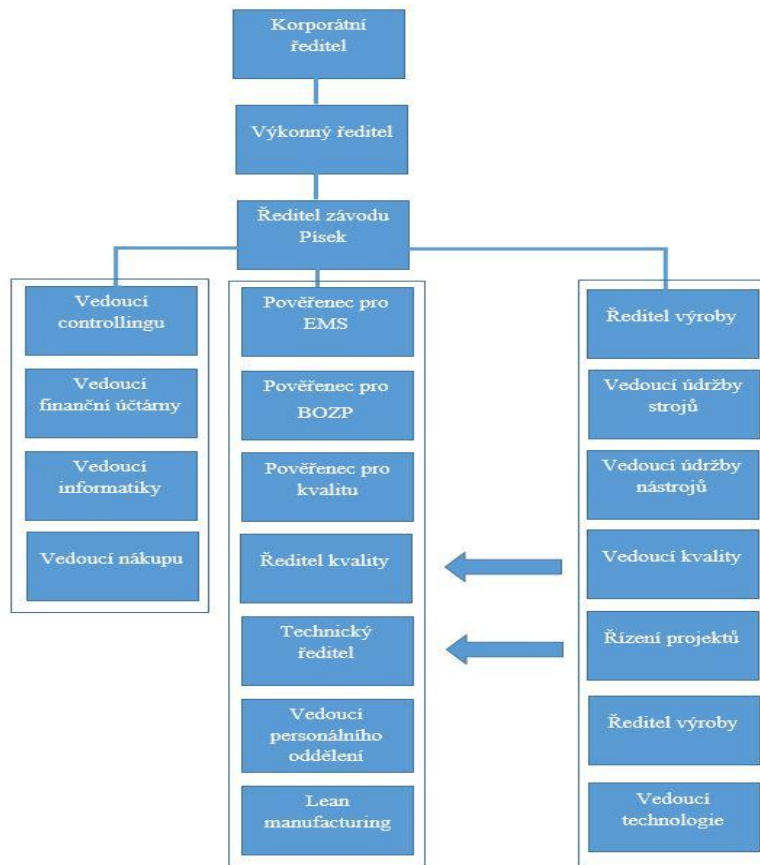 Korporátní
ředitel
Výkonný ředitel
Ředitel závodu
Písek
Vedoucí
controllingu
Vedoucí
finanční účtárny
Vedoucí
informatiky
Vedoucí nákupu
Pověřenec pro
EMS
Pověřenec pro
BOZP
Pověřenec pro
kvalitu
Ředitel kvality
Technický
ředitel
Vedoucí
personálního
oddělení
Lean
manufacturing
Ředitel výroby
Vedoucí údržby
strojů
Vedoucí údržby
nástrojů
Vedoucí kvality
Řízení projektů
Ředitel výroby
Vedoucí
technologie